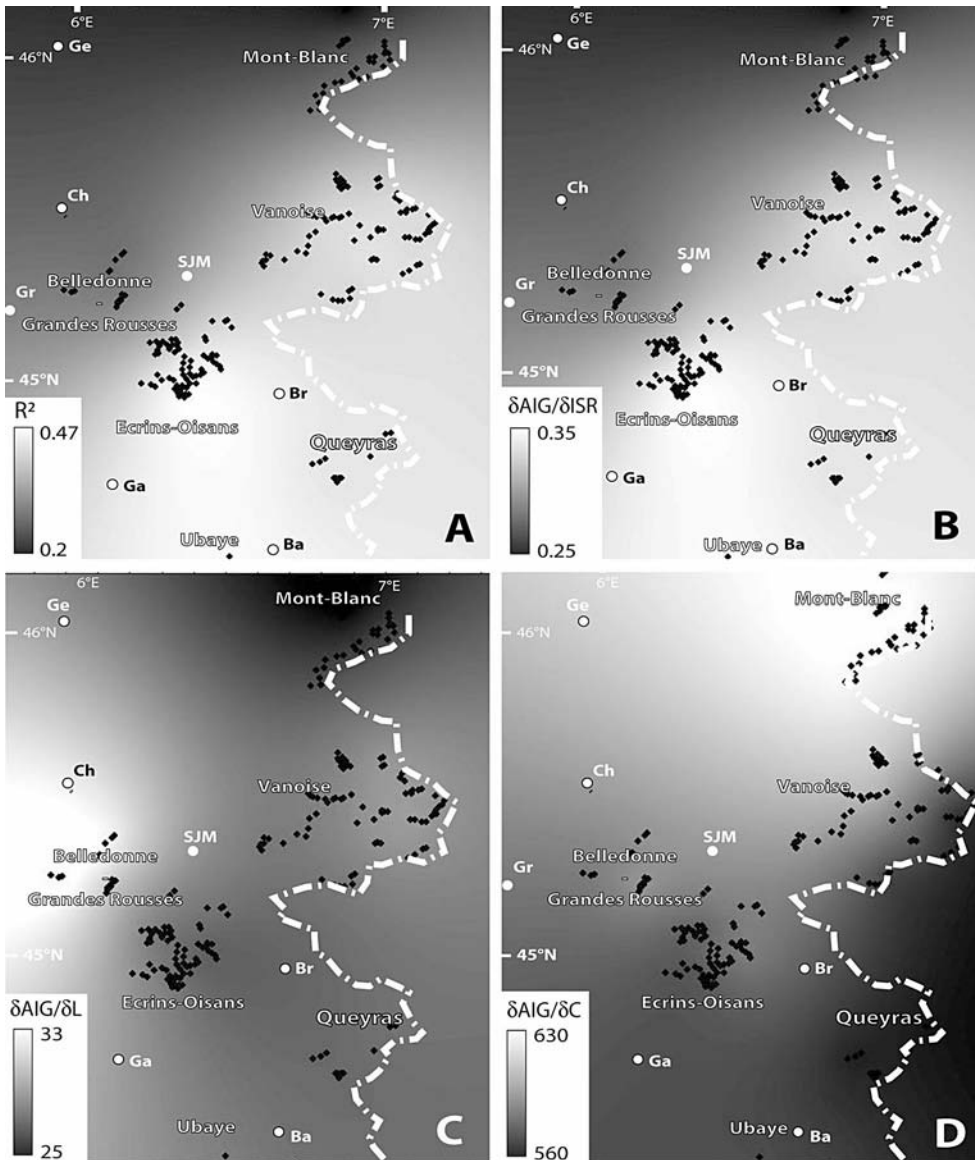 6°E
7°E
Ge
46°N
Mont-Blanc
Ch
Vanoise
SJM
Belledonne
Gr
Grandes Rousses
45°N
Br
R²
Ecrins-Oisans
0.47
Queyras
Ga
0.2
Ubaye
Ba
A
6°E
7°E
Ge
46°N
Mont-Blanc
Ch
Vanoise
SJM
Belledonne
Gr
Grandes Rousses
45°N
Br
δAIG/δISR
Ecrins-Oisans
0.35
Queyras
Ga
0.25
Ubaye
Ba
B
6°E
7°E
Mont-Blanc
Ge
46°N
Ch
Vanoise
SJM
Belledonne
Grandes Rousses
45°N
Br
Ecrins-Oisans
δAIG/δL
Queyras
33
Ga
Ubaye
Ba
25
C
6°E
Mont-Blanc
Ge
46°N
Ch
Vanoise
SJM
Belledonne
Gr
Grandes Rousses
45°N
Br
Ecrins-Oisans
δAIG/δC
Queyras
630
Ga
Ubaye
Ba
560
D